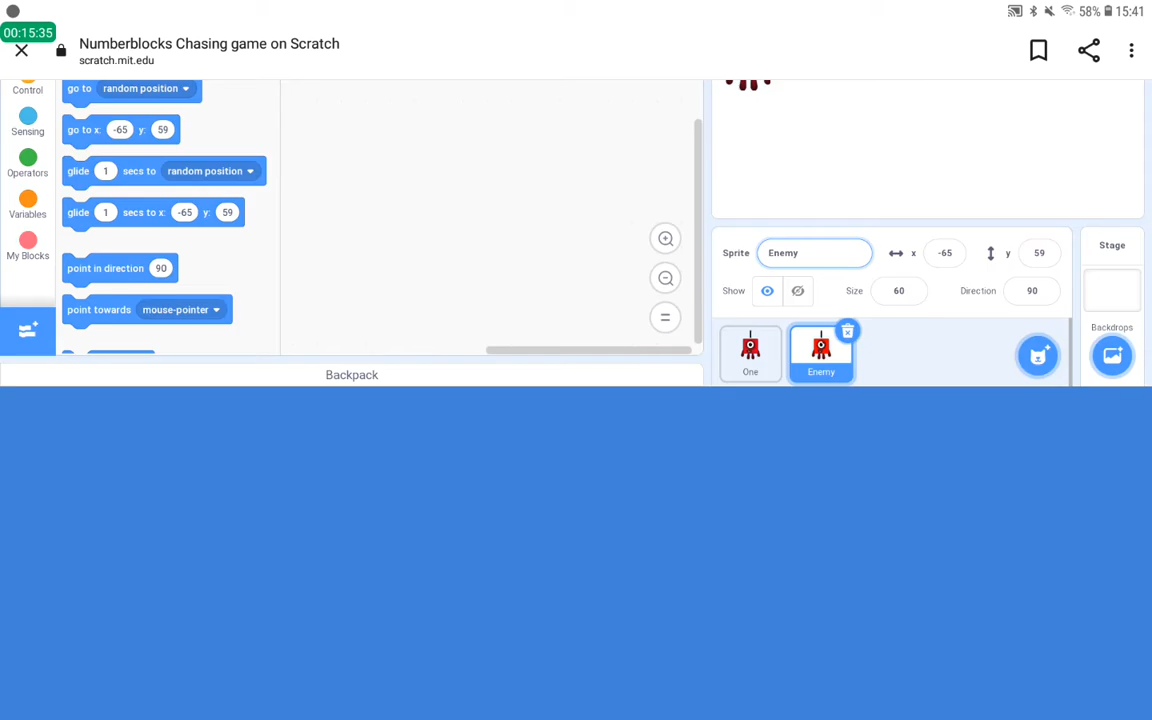 58% 15:41
00:15:35
Numberblocks Chasing game on Scratch
scratch.mit.edu
Control
Sensing
Operators
Variables
My Blocks
go to random position
go to x: -65 y: 59
glide 1 secs to random position
glide 1 secs to x: -65 y: 59
point in direction 90
point towards mouse-pointer
Backpack
Sprite Enemy x -65 y 59
Show Size 60 Direction 90
One
Enemy
Stage
Backdrops